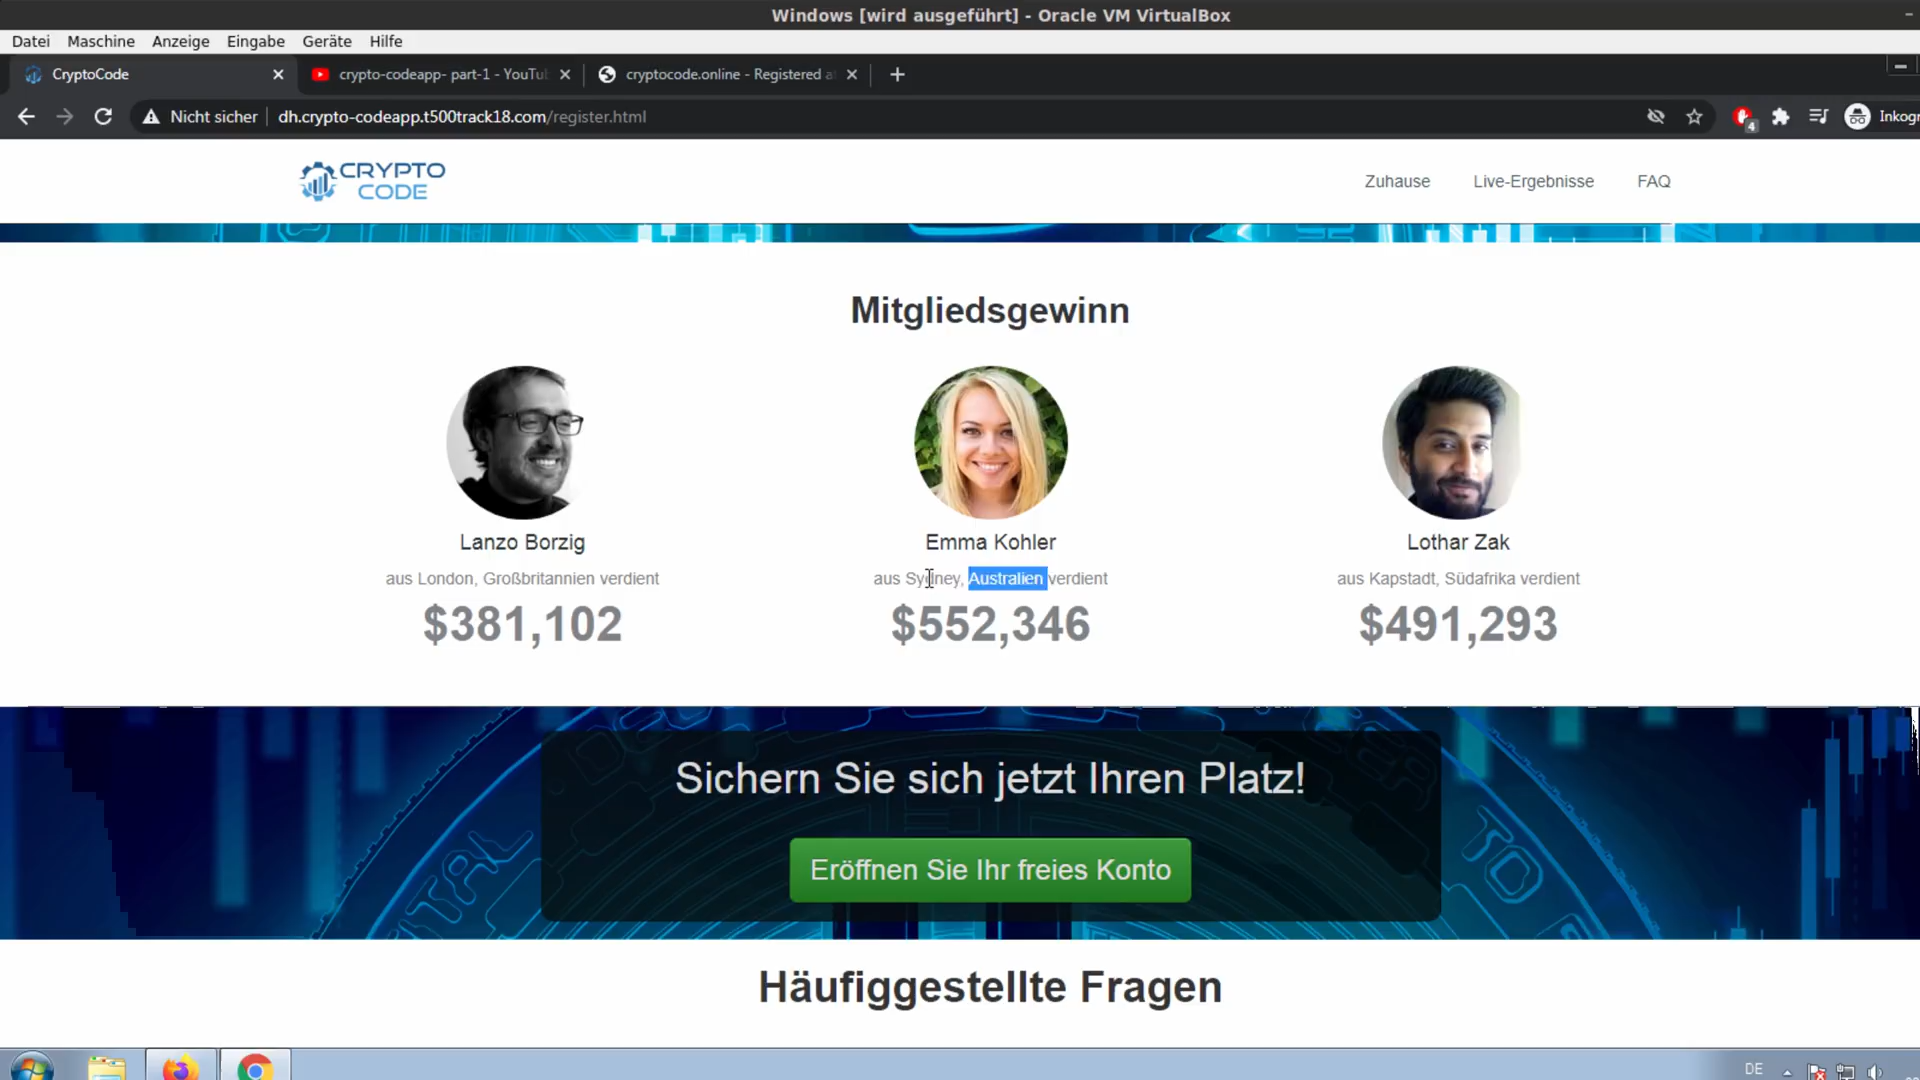 Windows [wird ausgeführt] - Oracle VM VirtualBox
Datei Maschine Anzeige Eingabe Geräte Hilfe
CryptoCode
crypto-codeapp- part-1 - YouTu
cryptocode.online - Registered a
Nicht sicher
dh.crypto-codeapp.t500track18.com/register.html
4
Inkogn
CRYPTO
CODE
Zuhause Live-Ergebnisse FAQ
Mitgliedsgewinn
Lanzo Borzig
aus London, Großbritannien verdient
$381,102
Emma Kohler
aus Sydney, Australien verdient
$552,346
Lothar Zak
aus Kapstadt, Südafrika verdient
$491,293
Sichern Sie sich jetzt Ihren Platz!
Eröffnen Sie Ihr freies Konto
Häufiggestellte Fragen
DE